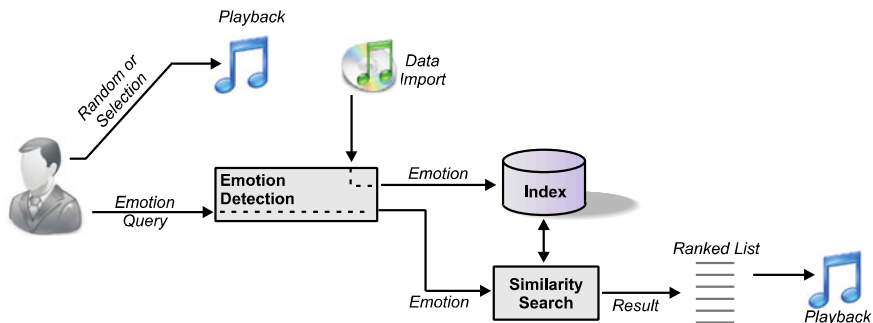 Playback
Random or
Selection
Data
Import
Emotion
Query
Emotion
Detection
Emotion
Index
Emotion
Similarity
Search
Result
Ranked List
Playback